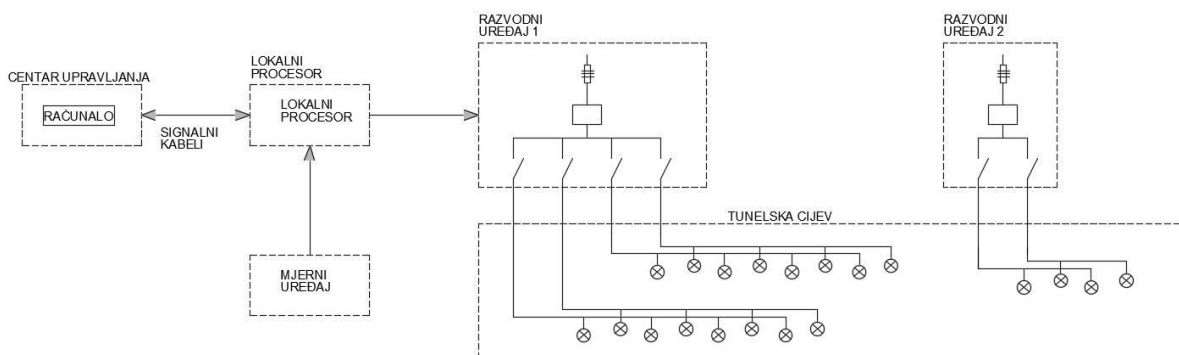 RAZVODNI
UREĐAJ 1
RAZVODNI
UREĐAJ 2
CENTAR UPRAVLJANJA
RAČUNALO
SIGNALNI
KABELI
LOKALNI
PROCESOR
LOKALNI
PROCESOR
MJERNI
UREĐAJ
TUNELSKA CIJEV